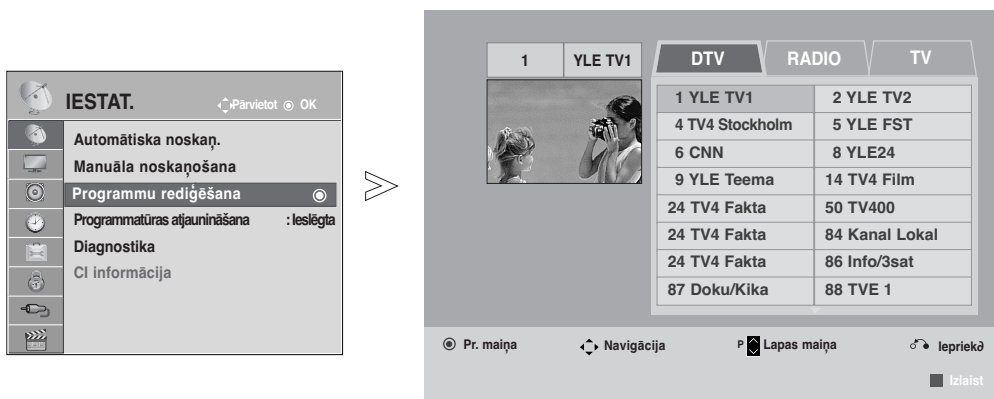 IESTAT.
Pārvietot OK
Automātiska noskaņ.
Manuāla noskaņošana
Programmu rediģēšana
Programmatūras atjaunināšana : Ieslēgta
Diagnostika
CI informācija
1 YLE TV1
DTV RADIO TV
1 YLE TV1 2 YLE TV2
4 TV4 Stockholm 5 YLE FST
6 CNN 8 YLE24
9 YLE Teema 14 TV4 Film
24 TV4 Fakta 50 TV400
24 TV4 Fakta 84 Kanal Lokal
24 TV4 Fakta 86 Info/3sat
87 Doku/Kika 88 TVE 1
Pr. maiņa Navigācija P Lapas maiņa Iepriek∂
Izlaist